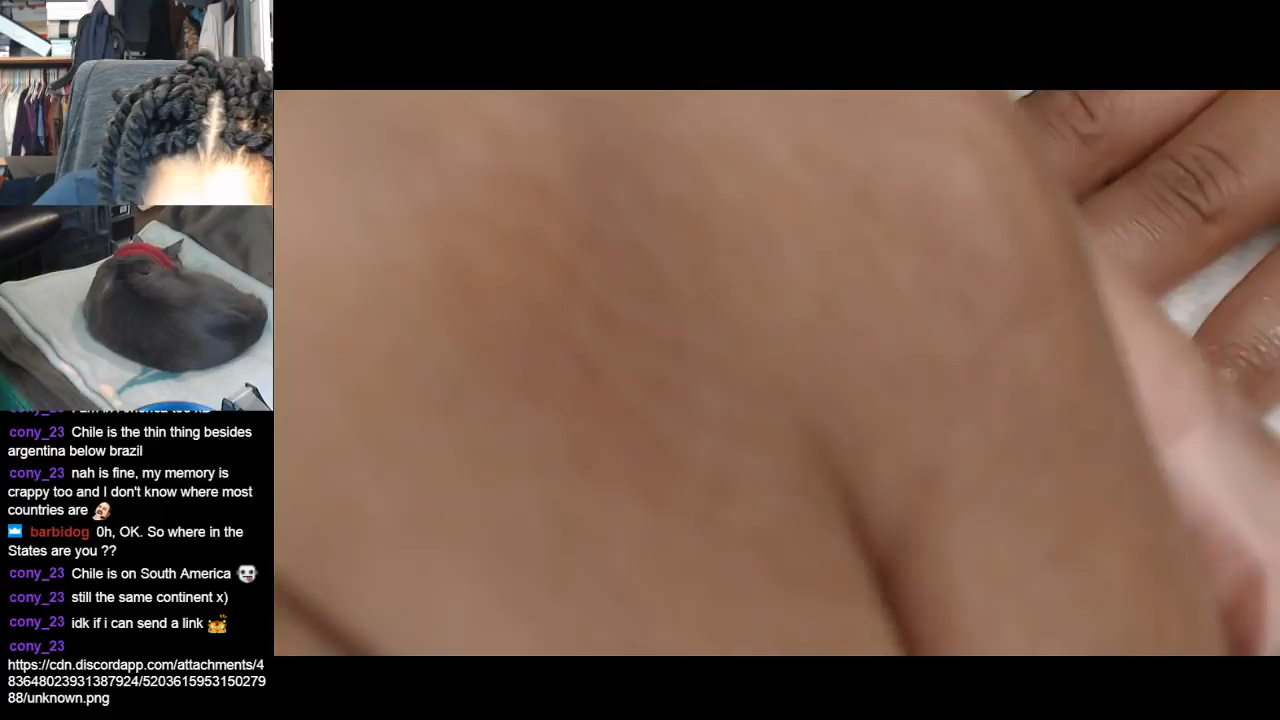 cony_23 Chile is the thin thing besides
argentina below brazil
cony_23 nah is fine, my memory is
crappy too and I don't know where most
countries are
barbidog 0h, OK. So where in the
States are you ??
cony_23 Chile is on South America
cony_23 still the same continent x)
cony_23 idk if i can send a link
cony_23
https://cdn.discordapp.com/attachments/4
83648023931387924/5203615953150279
88/unknown.png